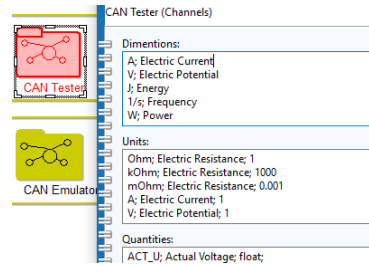 CAN Tester (Channels)
CAN Tester
Dimentions:
A; Electric Current
V; Electric Potential
J; Energy
1/s; Frequency
W; Power
CAN Emulator
Units:
Ohm; Electric Resistance; 1
kOhm; Electric Resistance; 1000
mOhm; Electric Resistance; 0.001
A; Electric Current; 1
V; Electric Potential; 1
Quantities:
ACT_U; Actual Voltage; float;